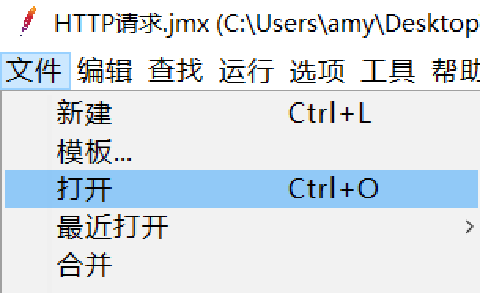 HTTP请求.jmx (C:\Users\amy\Desktop
文件 编辑 查找 运行 选项 工具 帮助
新建 Ctrl+L
模板...
打开 Ctrl+O
最近打开 >
合并